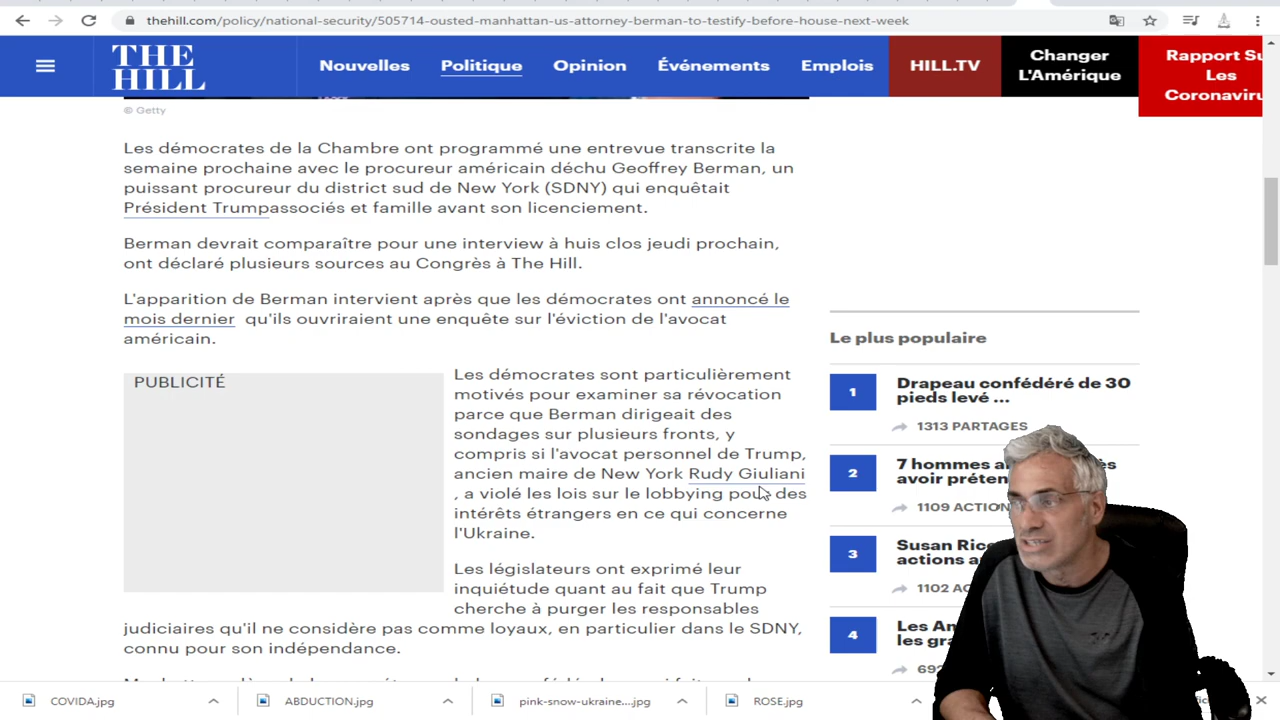 thehill.com/policy/national-security/505714-ousted-manhattan-us-attorney-berman-to-testify-before-house-next-week
THE HILL
Nouvelles
Politique
Opinion
Événements
Emplois
HILL.TV
Changer
L'Amérique
Rapport Su
Les
Coronaviru
© Getty
Les démocrates de la Chambre ont programmé une entrevue transcrite la
semaine prochaine avec le procureur américain déchu Geoffrey Berman, un
puissant procureur du district sud de New York (SDNY) qui enquêtait
Président Trumpassociés et famille avant son licenciement.
Berman devrait comparaître pour une interview à huis clos jeudi prochain,
ont déclaré plusieurs sources au Congrès à The Hill.
L'apparition de Berman intervient après que les démocrates ont annoncé le
mois dernier qu'ils ouvriraient une enquête sur l'éviction de l'avocat
américain.
PUBLICITÉ
Les démocrates sont particulièrement
motivés pour examiner sa révocation
parce que Berman dirigeait des
sondages sur plusieurs fronts, y
compris si l'avocat personnel de Trump,
ancien maire de New York Rudy Giuliani
, a violé les lois sur le lobbying pour des
intérêts étrangers en ce qui concerne
l'Ukraine.
Les législateurs ont exprimé leur
inquiétude quant au fait que Trump
cherche à purger les responsables
judiciaires qu'il ne considère pas comme loyaux, en particulier dans le SDNY,
connu pour son indépendance.
Le plus populaire
1
Drapeau confédéré de 30
pieds levé ...
1313 PARTAGES
2
7 hommes
avoir
1109
3
Susan
actions
1102
4
Les
les
COVIDA.jpg
ABDUCTION.jpg
pink-snow-ukraine....jpg
ROSE.jpg